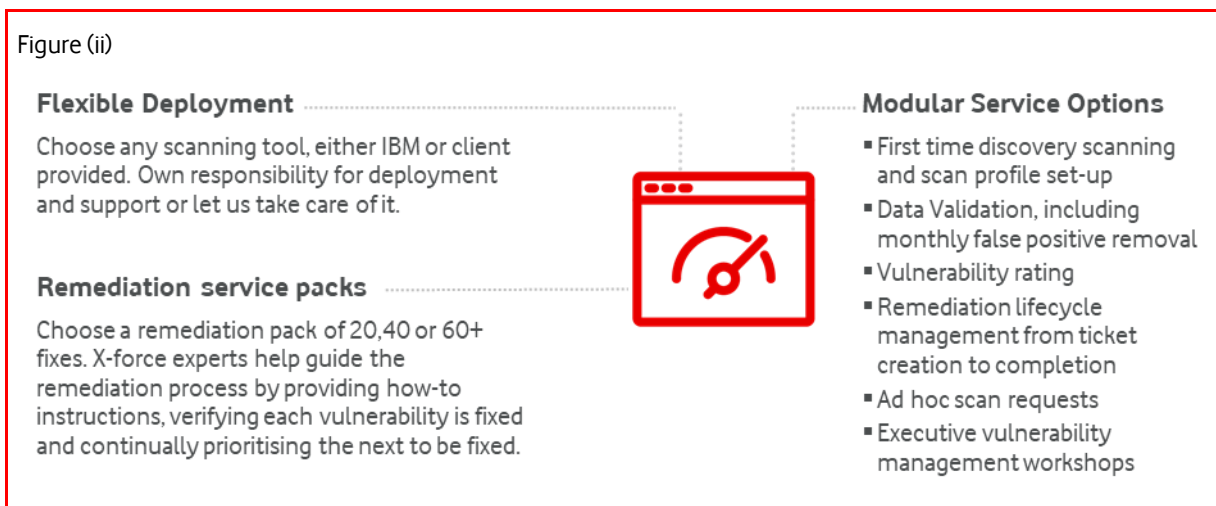 Figure (ii)
Flexible Deployment
Choose any scanning tool, either IBM or client
provided. Own responsibility for deployment
and support or let us take care of it.
Remediation service packs
Choose a remediation pack of 20,40 or 60+
fixes. X-force experts help guide the
remediation process by providing how-to
instructions, verifying each vulnerability is fixed
and continually prioritising the next to be fixed.
Modular Service Options
▪ First time discovery scanning
and scan profile set-up
▪ Data Validation, including
monthly false positive removal
▪ Vulnerability rating
▪ Remediation lifecycle
management from ticket
creation to completion
▪ Ad hoc scan requests
▪ Executive vulnerability
management workshops